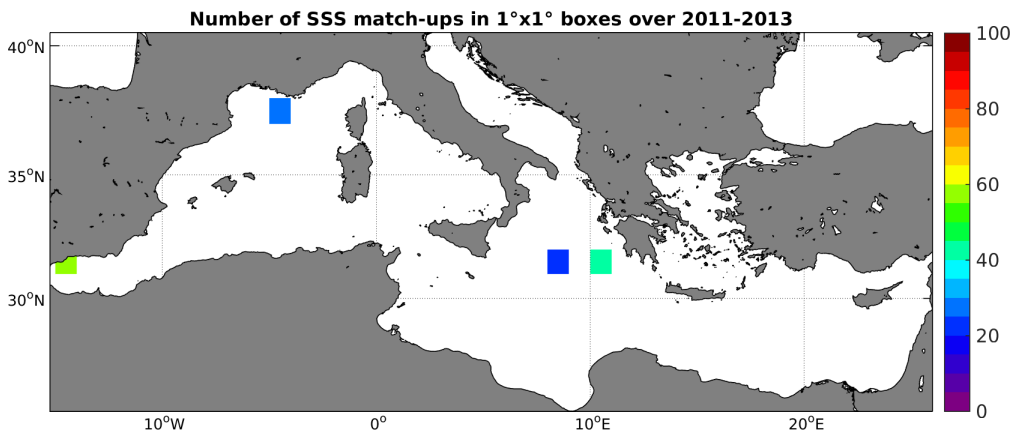 Number of SSS match-ups in 1°x1° boxes over 2011-2013
40°N
35°N
30°N
10°W
0°
10°E
20°E
100
80
60
40
20
0